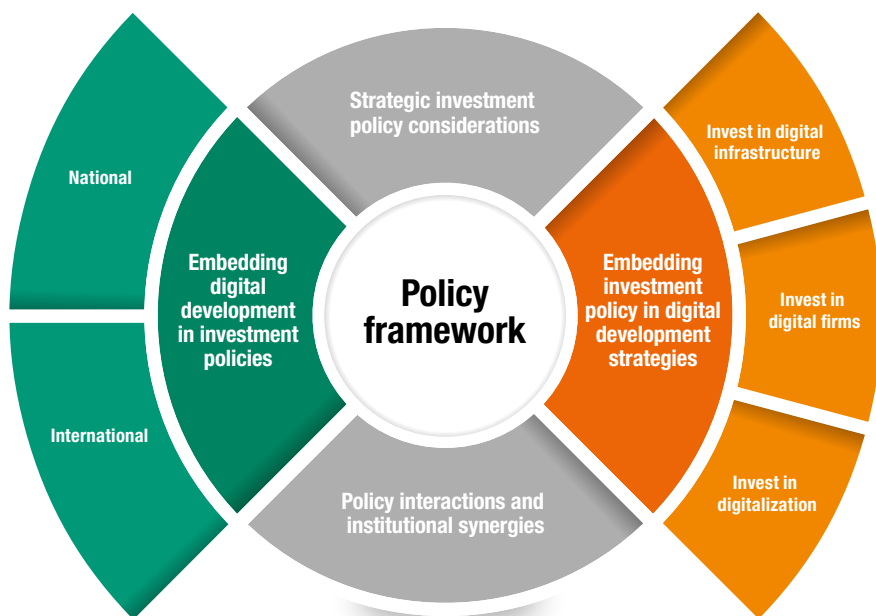 Strategic investment
policy considerations
National
International
Embedding
digital
development
in investment
policies
Policy
framework
Embedding
investment
policy in digital
development
strategies
Invest in digital
infrastructure
Invest in
digital firms
Invest in
digitalization
Policy interactions and
institutional synergies